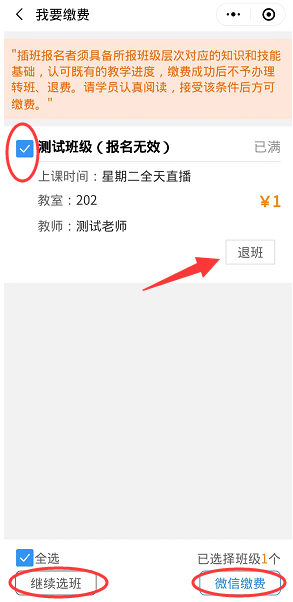 我要缴费
"插班报名者须具备所报班级层次对应的知识和技能
基础，认可既有的教学进度，缴费成功后不予办理
转班、退费。请学员认真阅读，接受该条件后方可
缴费。"
测试班级（报名无效） 已满
上课时间：星期二全天直播
教室：202 ¥1
教师：测试老师
退班
全选 已选择班级1个
继续选班 微信缴费